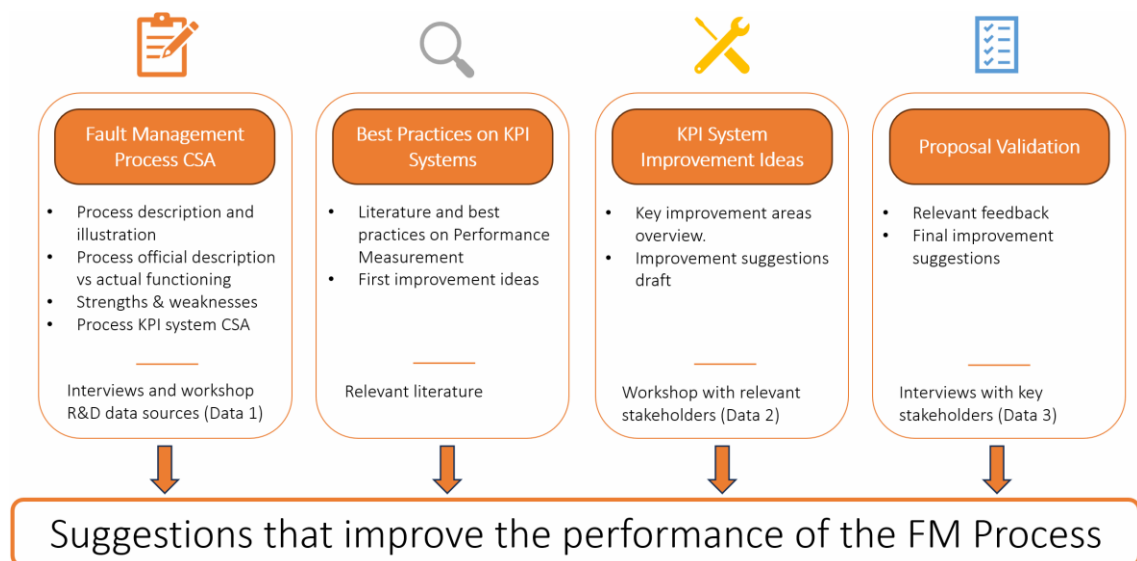 Fault Management
Process CSA
• Process description and
illustration
• Process official description
vs actual functioning
• Strengths & weaknesses
• Process KPI system CSA
Interviews and workshop
R&D data sources (Data 1)
Best Practices on KPI
Systems
• Literature and best
practices on Performance
Measurement
• First improvement ideas
Relevant literature
KPI System
Improvement Ideas
• Key improvement areas
overview.
• Improvement suggestions
draft
Workshop with relevant
stakeholders (Data 2)
Proposal Validation
• Relevant feedback
• Final improvement
suggestions
Interviews with key
stakeholders (Data 3)
Suggestions that improve the performance of the FM Process